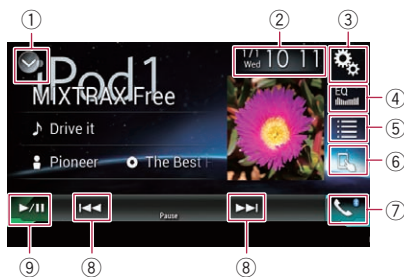 ① ② ③
iPod1
1/1 Wed 10 11
MIXTRAX Free
EQ
④
Drive it
⑤
Pioneer The Best
⑥
Pause
⑦
⑨ ⑧ ⑧